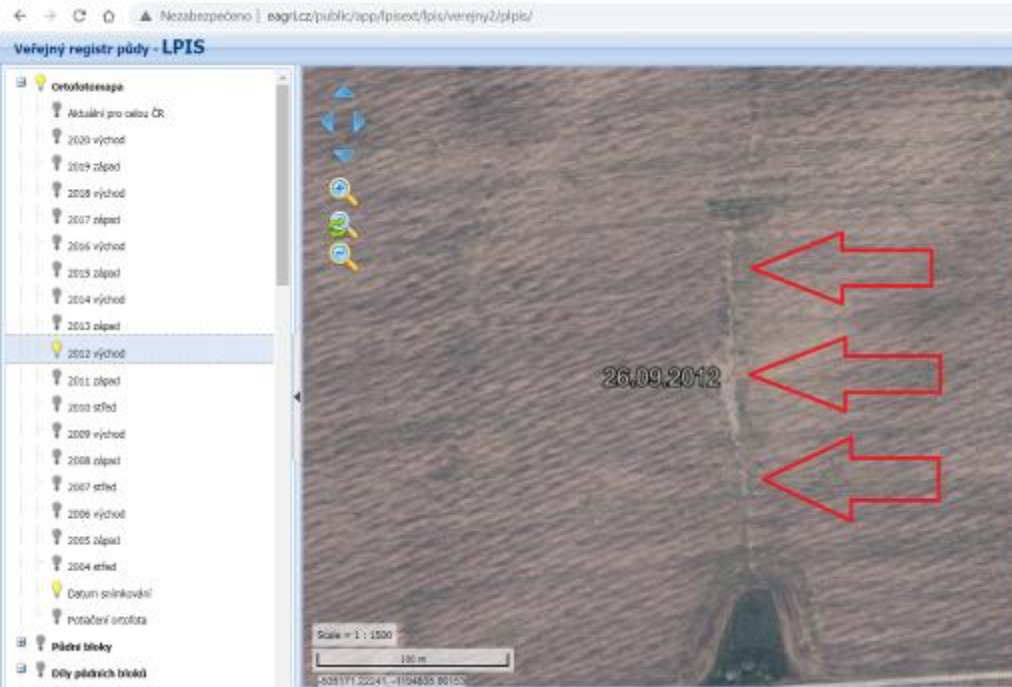 Nezabezpečeno | eagri.cz/public/app/lpisext/lpis/verejny2/plpis/
Veřejný registr půdy - LPIS
Ortofotomapa
Aktuální pro celou ČR
2020 východ
2019 západ
2018 východ
2017 západ
2016 východ
2015 západ
2014 východ
2013 západ
2012 východ
2011 západ
2010 střed
2009 východ
2008 západ
2007 střed
2006 východ
2005 západ
2004 střed
Datum snímkování
Potlačení ortofota
Půdní bloky
Díly půdních bloků
26.09.2012
Scale = 1 : 1500
100 m